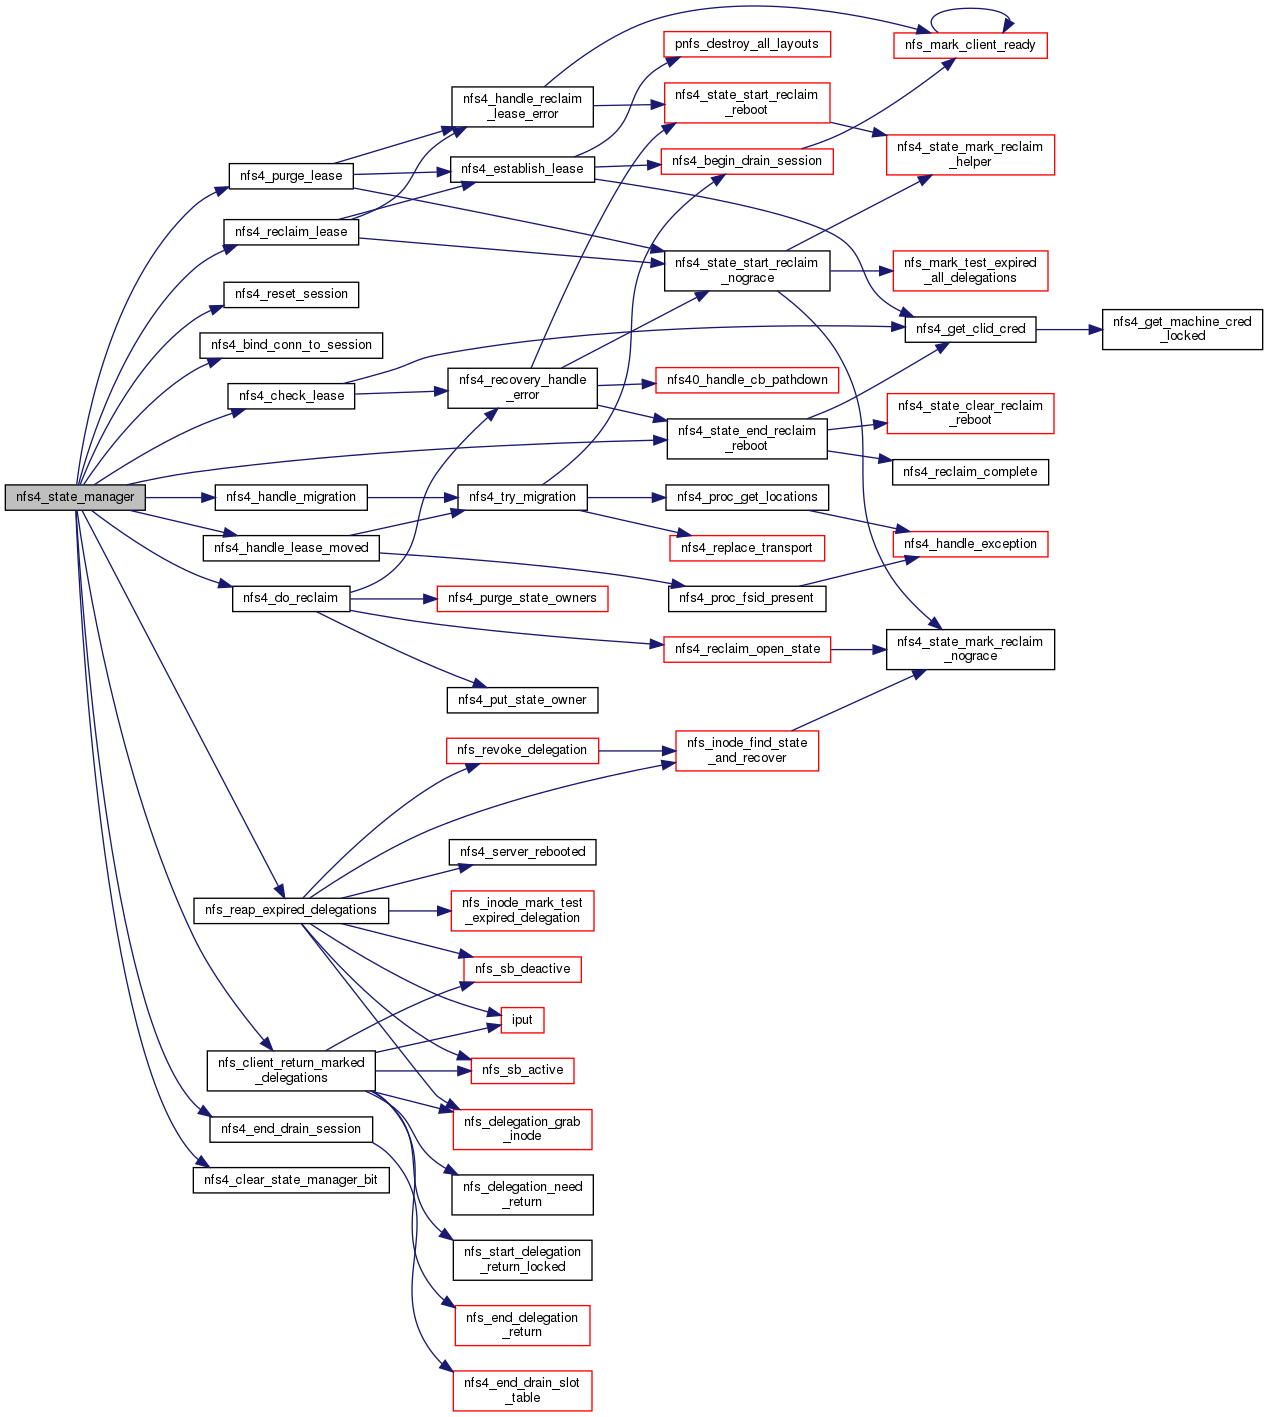 nfs4_state_manager
nfs4_purge_lease
nfs4_reclaim_lease
nfs4_reset_session
nfs4_bind_conn_to_session
nfs4_check_lease
nfs4_handle_migration
nfs4_handle_lease_moved
nfs4_do_reclaim
nfs_reap_expired_delegations
nfs_client_return_marked
_delegations
nfs4_end_drain_session
nfs4_clear_state_manager_bit
nfs4_handle_reclaim
_lease_error
nfs4_establish_lease
nfs4_recovery_handle
_error
nfs4_try_migration
nfs4_purge_state_owners
nfs4_put_state_owner
nfs_revoke_delegation
nfs4_server_rebooted
nfs_inode_mark_test
_expired_delegation
nfs_sb_deactive
iput
nfs_sb_active
nfs_delegation_grab
_inode
nfs_delegation_need
_return
nfs_start_delegation
_return_locked
nfs_end_delegation
_return
nfs4_end_drain_slot
_table
pnfs_destroy_all_layouts
nfs4_state_start_reclaim
_reboot
nfs4_begin_drain_session
nfs4_state_start_reclaim
_nograce
nfs40_handle_cb_pathdown
nfs4_state_end_reclaim
_reboot
nfs4_proc_get_locations
nfs4_replace_transport
nfs4_proc_fsid_present
nfs4_reclaim_open_state
nfs_inode_find_state
_and_recover
nfs_mark_client_ready
nfs4_state_mark_reclaim
_helper
nfs_mark_test_expired
_all_delegations
nfs4_get_clid_cred
nfs4_state_clear_reclaim
_reboot
nfs4_reclaim_complete
nfs4_handle_exception
nfs4_state_mark_reclaim
_nograce
nfs4_get_machine_cred
_locked